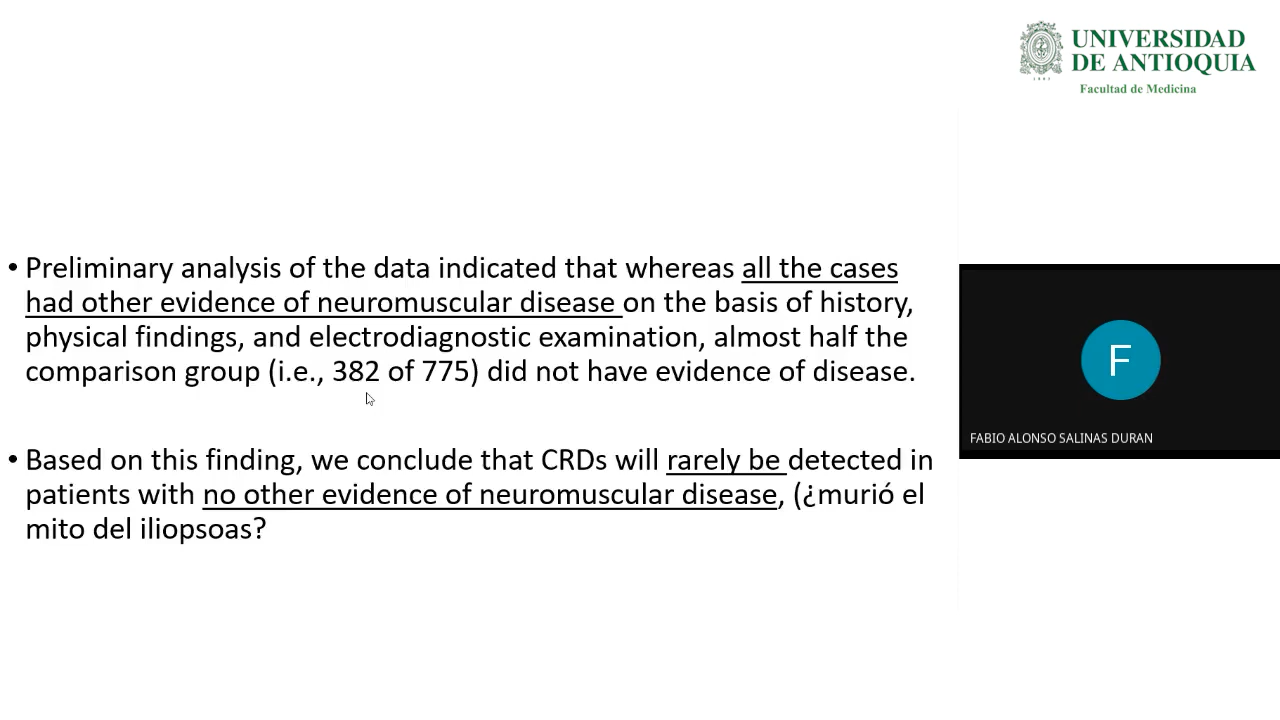 UNIVERSIDAD
DE ANTIOQUIA
Facultad de Medicina
• Preliminary analysis of the data indicated that whereas all the cases
had other evidence of neuromuscular disease on the basis of history,
physical findings, and electrodiagnostic examination, almost half the
comparison group (i.e., 382 of 775) did not have evidence of disease.
• Based on this finding, we conclude that CRDs will rarely be detected in
patients with no other evidence of neuromuscular disease, (¿murió el
mito del iliopsoas?
F
FABIO ALONSO SALINAS DURAN